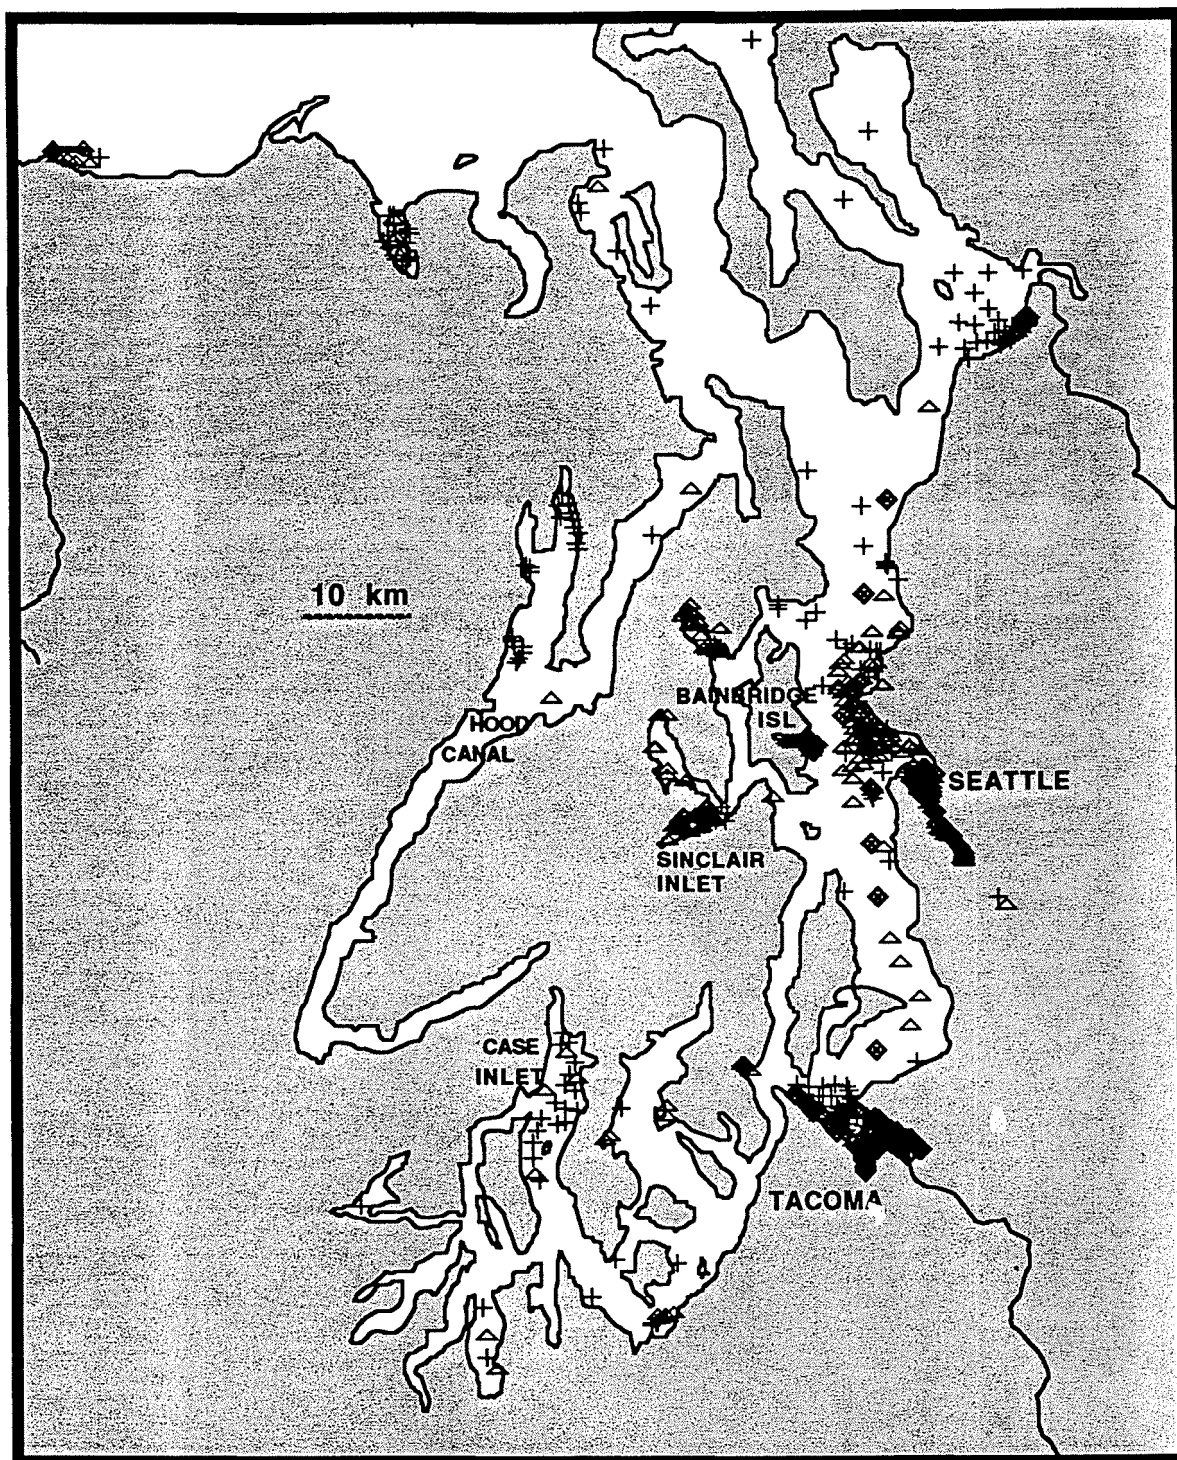 10 km
BAINBRIDGE
ISL
HOOD
CANAL
SEATTLE
SINCLAIR
INLET
CASE
INLET
TACOMA